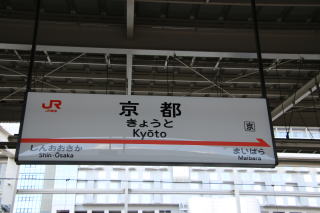 JR
京都
きょうと
Kyōto
京
しんおおさか
Shin-Ōsaka
まいばら
Maibara